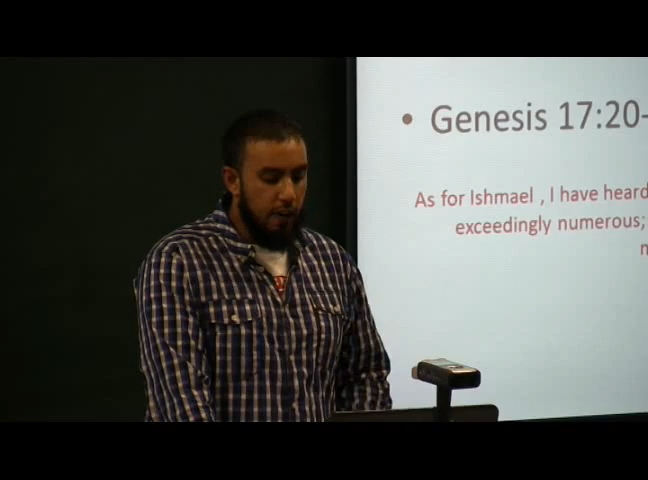 • Genesis 17:20-
As for Ishmael , I have heard
exceedingly numerous;